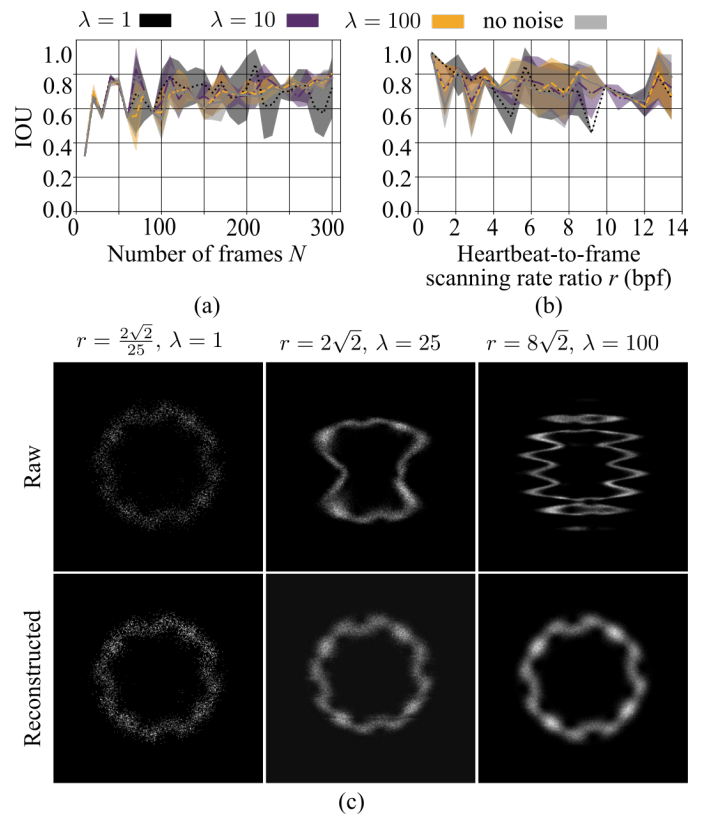 λ = 1 λ = 10 λ = 100 no noise
1.0 1.0
0.8 0.8
0.6 0.6
0.4 0.4
0.2 0.2
0.0 0.0
IOU
0 100 200 300 0 2 4 6 8 10 12 14
Number of frames N Heartbeat-to-frame
scanning rate ratio r (bpf)
(a) (b)
r = 2√2/25, λ = 1 r = 2√2, λ = 25 r = 8√2, λ = 100
Raw
Reconstructed
(c)